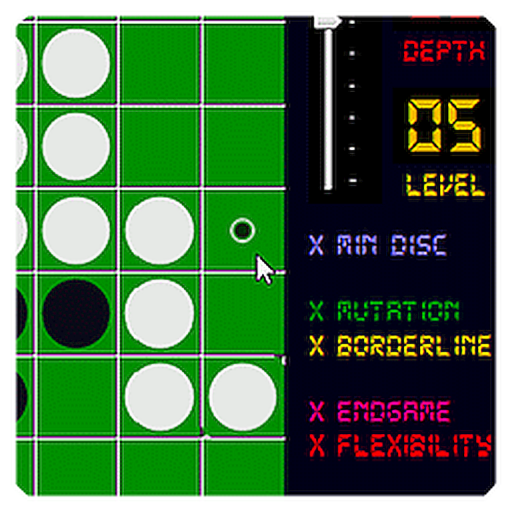 DEPTH
05
LEVEL
X MIN DISC
X MUTATION
X BORDERLINE
X ENDGAME
X FLEXIBILITY